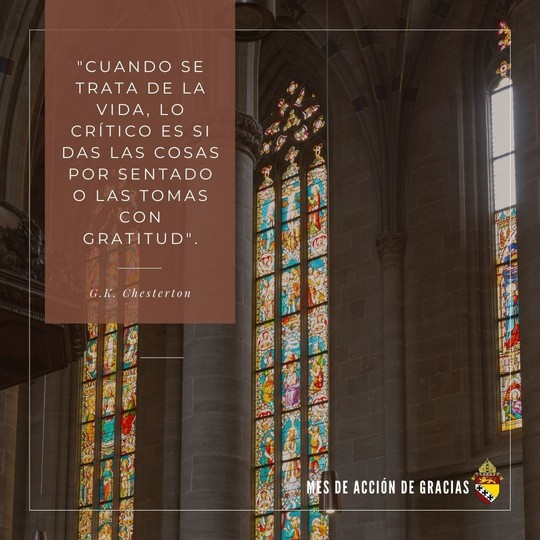 "CUANDO SE
TRATA DE LA
VIDA, LO
CRÍTICO ES SI
DAS LAS COSAS
POR SENTADO
O LAS TOMAS
CON
GRATITUD".
G.K. Chesterton
MES DE ACCIÓN DE GRACIAS